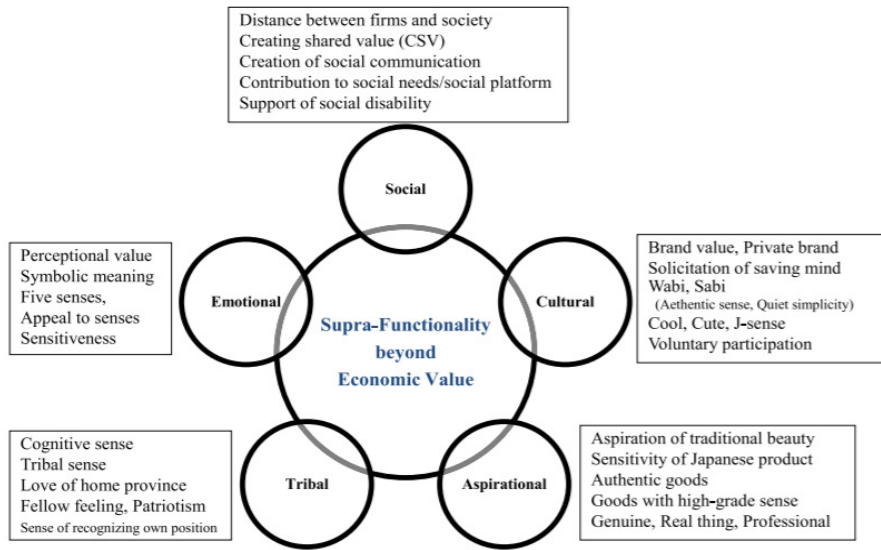 Distance between firms and society
Creating shared value (CSV)
Creation of social communication
Contribution to social needs/social platform
Support of social disability
Social
Perceptional value
Symbolic meaning
Five senses,
Appeal to senses
Sensitiveness
Emotional
Supra-Functionality
beyond
Economic Value
Cultural
Brand value, Private brand
Solicitation of saving mind
Wabi, Sabi
(Aethentic sense, Quiet simplicity)
Cool, Cute, J-sense
Voluntary participation
Cognitive sense
Tribal sense
Love of home province
Fellow feeling, Patriotism
Sense of recognizing own position
Tribal
Aspirational
Aspiration of traditional beauty
Sensitivity of Japanese product
Authentic goods
Goods with high-grade sense
Genuine, Real thing, Professional